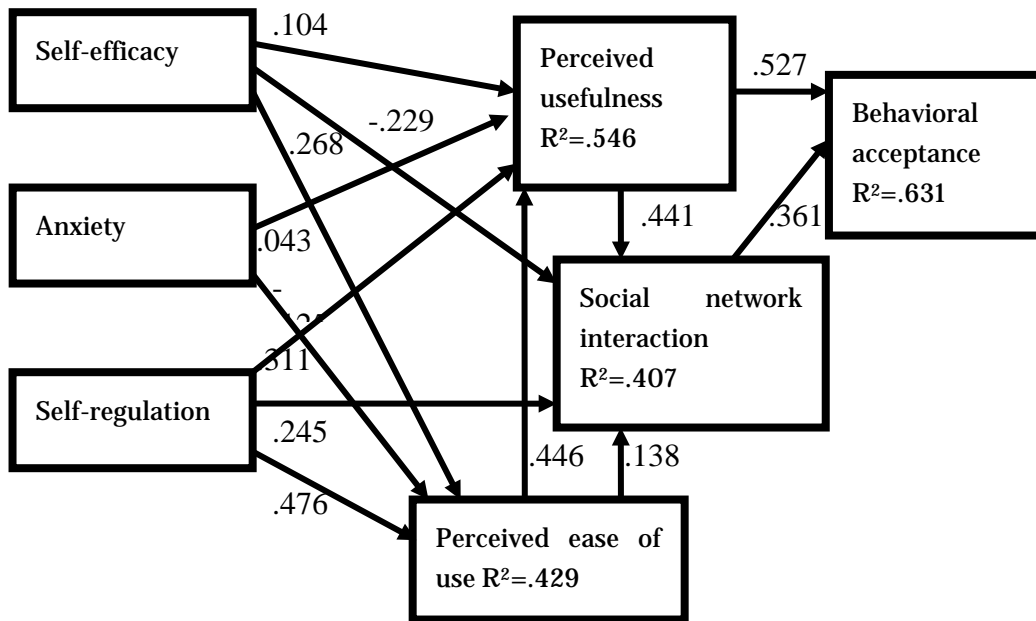 Self-efficacy
.104
Perceived
usefulness
R²=.546
.527
Behavioral
acceptance
R²=.631
-.229
.268
Anxiety
.043
.441
.361
-
Social network
interaction
R²=.407
.311
Self-regulation
.245
.446
.138
.476
Perceived ease of
use R²=.429